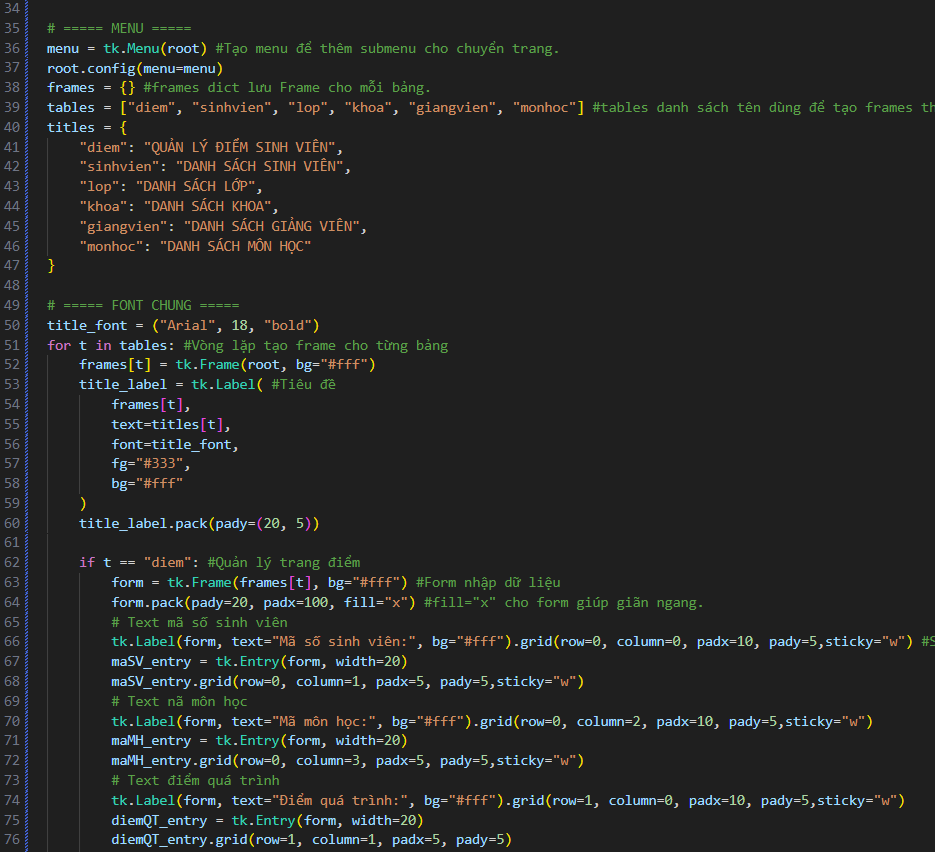 34
35 # ===== MENU =====
36 menu = tk.Menu(root) #Tạo menu để thêm submenu cho chuyển trang.
37 root.config(menu=menu)
38 frames = {} #frames dict lưu Frame cho mỗi bảng.
39 tables = ["diem", "sinhvien", "lop", "khoa", "giangvien", "monhoc"] #tables danh sách tên dùng để tạo frames th
40 titles = {
41     "diem": "QUẢN LÝ ĐIỂM SINH VIÊN",
42     "sinhvien": "DANH SÁCH SINH VIÊN",
43     "lop": "DANH SÁCH LỚP",
44     "khoa": "DANH SÁCH KHOA",
45     "giangvien": "DANH SÁCH GIẢNG VIÊN",
46     "monhoc": "DANH SÁCH MÔN HỌC"
47 }
48
49 # ===== FONT CHUNG =====
50 title_font = ("Arial", 18, "bold")
51 for t in tables: #Vòng lặp tạo frame cho từng bảng
52     frames[t] = tk.Frame(root, bg="#fff")
53     title_label = tk.Label( #Tiêu đề
54         frames[t],
55         text=titles[t],
56         font=title_font,
57         fg="#333",
58         bg="#fff"
59     )
60     title_label.pack(pady=(20, 5))
61
62     if t == "diem": #Quản lý trang điểm
63         form = tk.Frame(frames[t], bg="#fff") #Form nhập dữ liệu
64         form.pack(pady=20, padx=100, fill="x") #fill="x" cho form giúp giãn ngang.
65         # Text mã số sinh viên
66         tk.Label(form, text="Mã số sinh viên:", bg="#fff").grid(row=0, column=0, padx=10, pady=5,sticky="w") #S
67         maSV_entry = tk.Entry(form, width=20)
68         maSV_entry.grid(row=0, column=1, padx=5, pady=5,sticky="w")
69         # Text nã môn học
70         tk.Label(form, text="Mã môn học:", bg="#fff").grid(row=0, column=2, padx=10, pady=5,sticky="w")
71         maMH_entry = tk.Entry(form, width=20)
72         maMH_entry.grid(row=0, column=3, padx=5, pady=5,sticky="w")
73         # Text điểm quá trình
74         tk.Label(form, text="Điểm quá trình:", bg="#fff").grid(row=1, column=0, padx=10, pady=5,sticky="w")
75         diemQT_entry = tk.Entry(form, width=20)
76         diemQT_entry.grid(row=1, column=1, padx=5, pady=5)